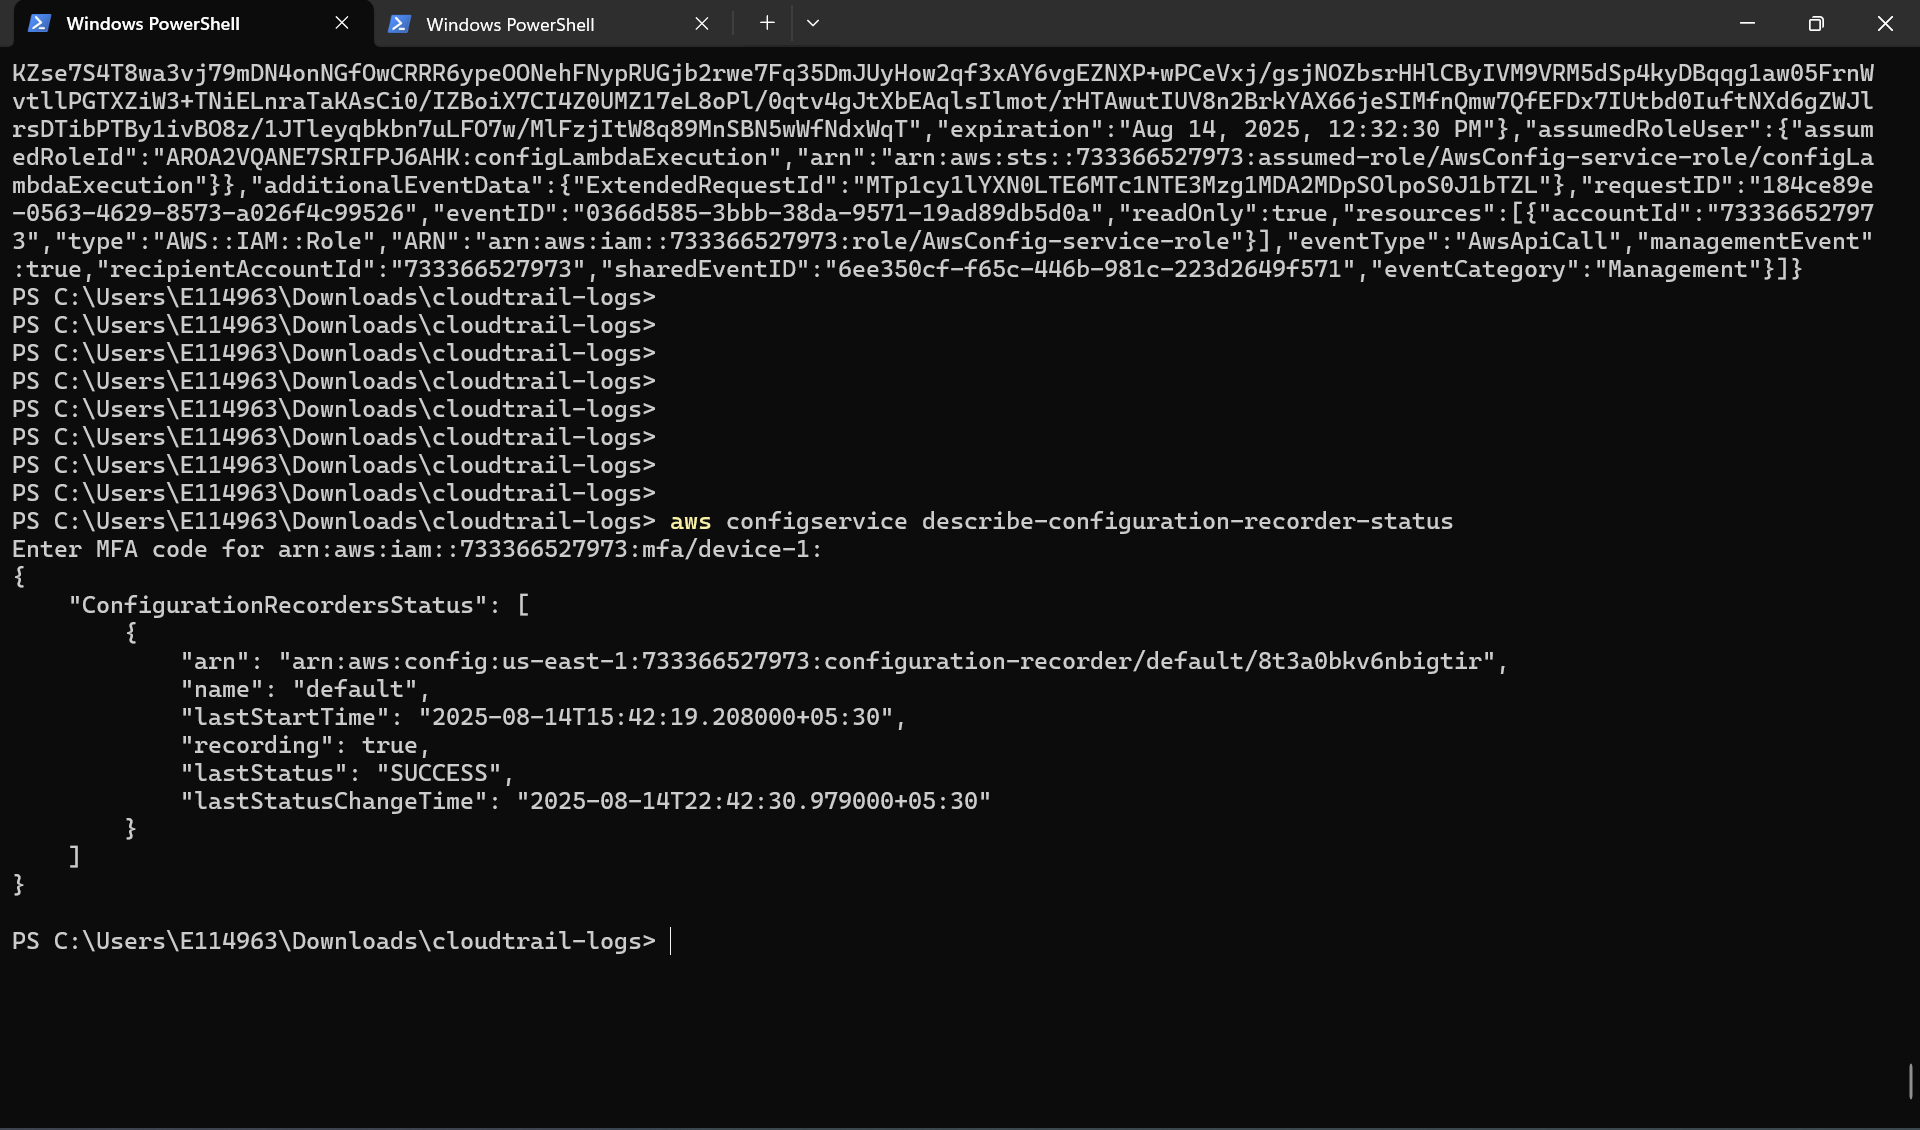 Windows PowerShell
Windows PowerShell
KZse7S4T8wa3vj79mDN4onNGfOwCRRR6ypeOONehFNypRUGjb2rwe7Fq35DmJUyHow2qf3xAY6vgEZNXP+wPCeVxj/gsjNOZbsrHHlCByIVM9VRM5dSp4kyDBqqg1aw05FrnW
vtllPGTXZiW3+TNiELnraTaKAsCi0/IZBoiX7CI4Z0UMZ17eL8oPl/0qtv4gJtXbEAqlsIlmot/rHTAwutIUV8n2BrkYAX66jeSIMfnQmw7QfEFDx7IUtbd0IuftNXd6gZWJl
rsDTibPTBy1ivBO8z/1JTleyqbkbn7uLFO7w/MlFzjItW8q89MnSBN5wWfNdxWqT","expiration":"Aug 14, 2025, 12:32:30 PM"},"assumedRoleUser":{"assum
edRoleId":"AROA2VQANE7SRIFPJ6AHK:configLambdaExecution","arn":"arn:aws:sts::733366527973:assumed-role/AwsConfig-service-role/configLa
mbdaExecution"}},"additionalEventData":{"ExtendedRequestId":"MTp1cy1lYXN0LTE6MTc1NTE3Mzg1MDA2MDpSOlpoS0J1bTZL"},"requestID":"184ce89e
-0563-4629-8573-a026f4c99526","eventID":"0366d585-3bbb-38da-9571-19ad89db5d0a","readOnly":true,"resources":[{"accountId":"73336652797
3","type":"AWS::IAM::Role","ARN":"arn:aws:iam::733366527973:role/AwsConfig-service-role"}],"eventType":"AwsApiCall","managementEvent"
:true,"recipientAccountId":"733366527973","sharedEventID":"6ee350cf-f65c-446b-981c-223d2649f571","eventCategory":"Management"}]}
PS C:\Users\E114963\Downloads\cloudtrail-logs>
PS C:\Users\E114963\Downloads\cloudtrail-logs>
PS C:\Users\E114963\Downloads\cloudtrail-logs>
PS C:\Users\E114963\Downloads\cloudtrail-logs>
PS C:\Users\E114963\Downloads\cloudtrail-logs>
PS C:\Users\E114963\Downloads\cloudtrail-logs>
PS C:\Users\E114963\Downloads\cloudtrail-logs>
PS C:\Users\E114963\Downloads\cloudtrail-logs>
PS C:\Users\E114963\Downloads\cloudtrail-logs> aws configservice describe-configuration-recorder-status
Enter MFA code for arn:aws:iam::733366527973:mfa/device-1:
{
    "ConfigurationRecordersStatus": [
        {
            "arn": "arn:aws:config:us-east-1:733366527973:configuration-recorder/default/8t3a0bkv6nbigtir",
            "name": "default",
            "lastStartTime": "2025-08-14T15:42:19.208000+05:30",
            "recording": true,
            "lastStatus": "SUCCESS",
            "lastStatusChangeTime": "2025-08-14T22:42:30.979000+05:30"
        }
    ]
}
PS C:\Users\E114963\Downloads\cloudtrail-logs>